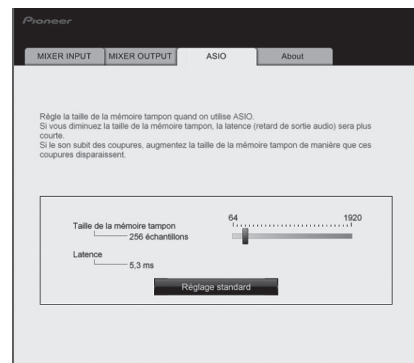 Pioneer
MIXER INPUT MIXER OUTPUT ASIO About
Règle la taille de la mémoire tampon quand on utilise ASIO.
Si vous diminuez la taille de la mémoire tampon, la latence (retard de sortie audio) sera plus
courte.
Si le son subit des coupures, augmentez la taille de la mémoire tampon de manière que ces
coupures disparaissent.
64 1920
Taille de la mémoire tampon
256 échantillons
Latence
5,3 ms
Réglage standard